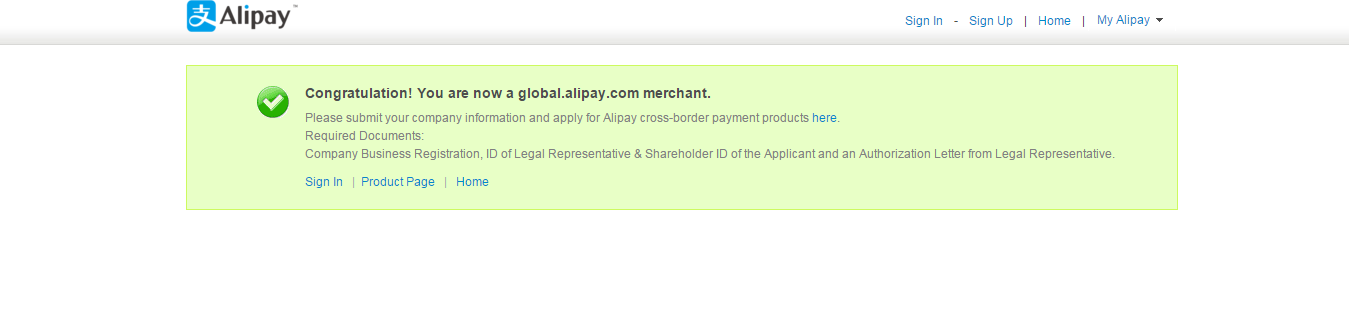 支 Alipay™
Sign In - Sign Up | Home | My Alipay
Congratulation! You are now a global.alipay.com merchant.
Please submit your company information and apply for Alipay cross-border payment products here.
Required Documents:
Company Business Registration, ID of Legal Representative & Shareholder ID of the Applicant and an Authorization Letter from Legal Representative.
Sign In | Product Page | Home